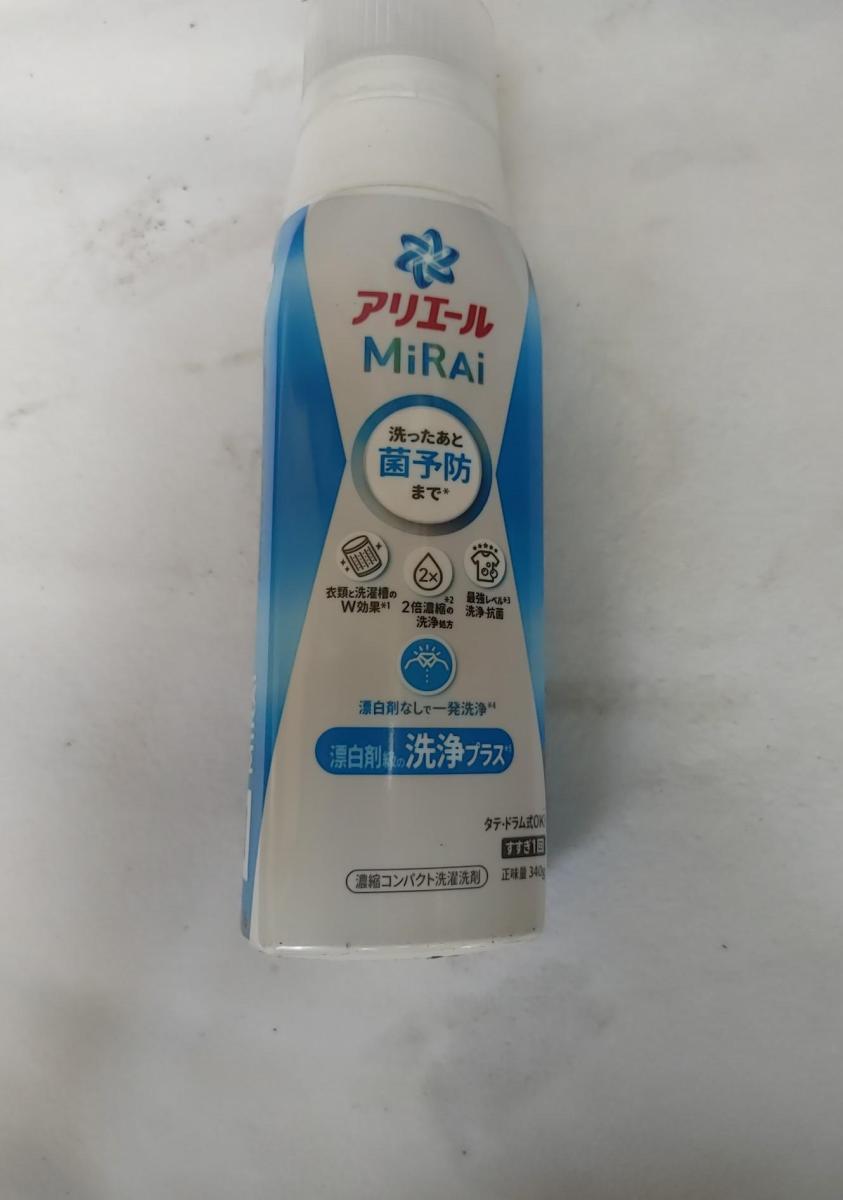 アリエール
MiRAi
洗ったあと
菌予防
まで*
衣類と洗濯槽の
W効果*1
2×
2倍濃縮の*2
洗浄処方
最強レベル*3
洗浄・抗菌
漂白剤なしで一発洗浄*4
漂白剤級の洗浄プラス*5
タテ・ドラム式OK
すすぎ1回
正味量 340g
濃縮コンパクト洗濯洗剤